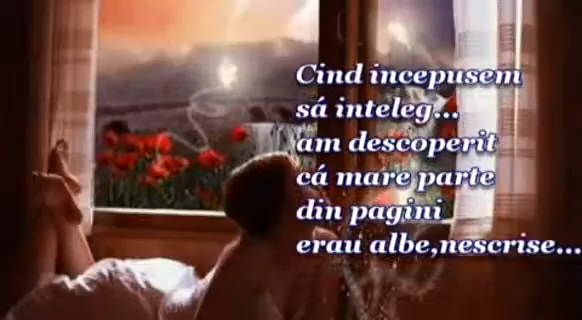 Cind incepusem
sá inteleg...
am descoperit
cá mare parte
din pagini
erau albe,nescrise...